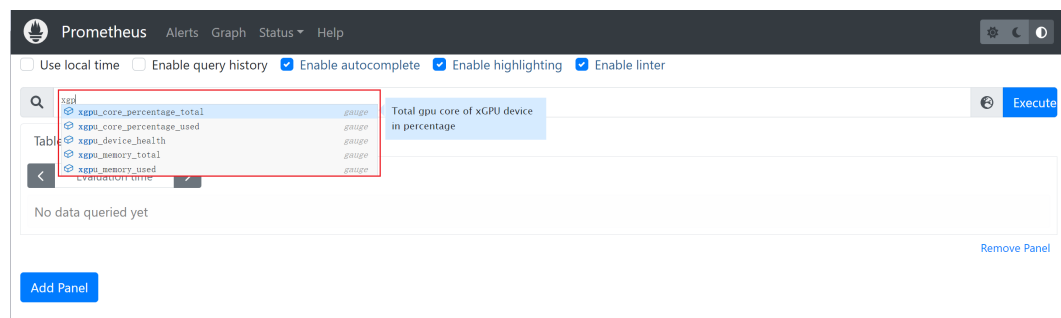 Prometheus Alerts Graph Status Help
Use local time Enable query history Enable autocomplete Enable highlighting Enable linter
xgp
Execute
xgpu_core_percentage_total gauge
xgpu_core_percentage_used gauge
xgpu_device_health gauge
xgpu_memory_total gauge
xgpu_memory_used gauge
Total gpu core of xGPU device
in percentage
Table
Evaluation time
No data queried yet
Remove Panel
Add Panel